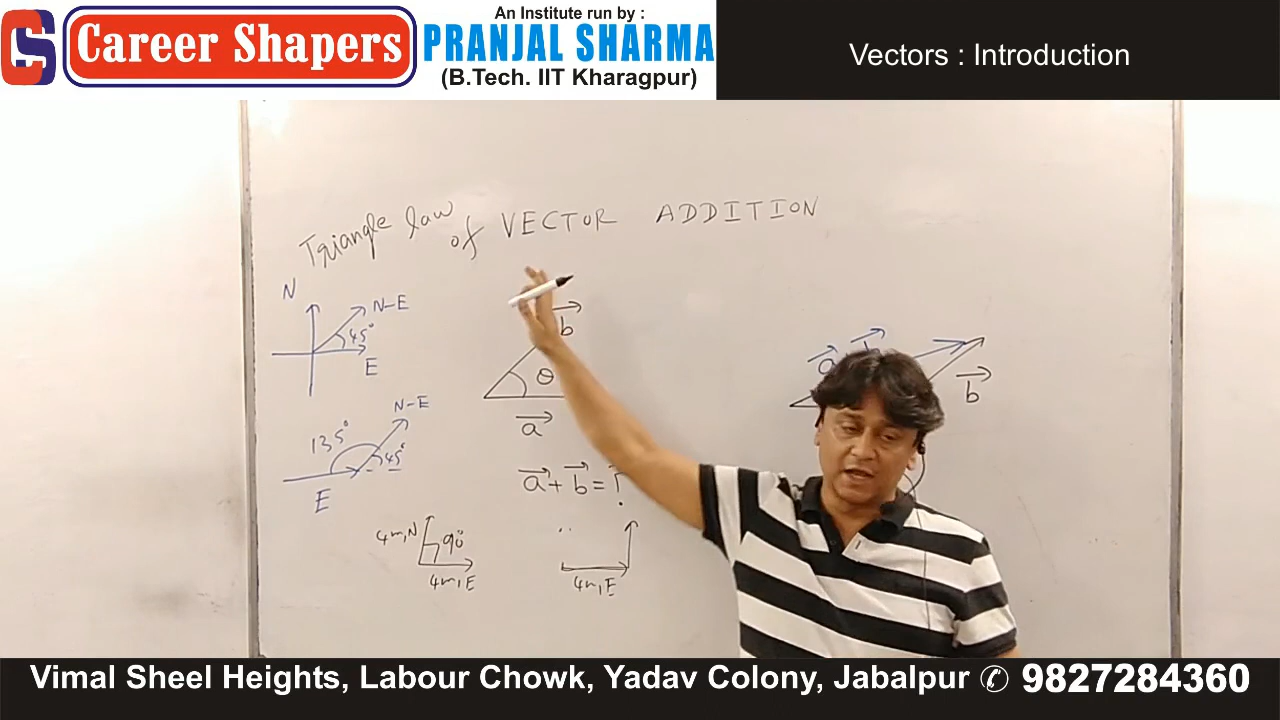 An Institute run by :
Career Shapers
PRANJAL SHARMA
(B.Tech. IIT Kharagpur)
Vectors : Introduction
Triangle law of VECTOR ADDITION
N
N-E
45°
E
N-E
135°
45°
E
b
θ
a
a + b = ?
4m,N
90°
4m,E
4m,E
a
b
Vimal Sheel Heights, Labour Chowk, Yadav Colony, Jabalpur ✆ 9827284360